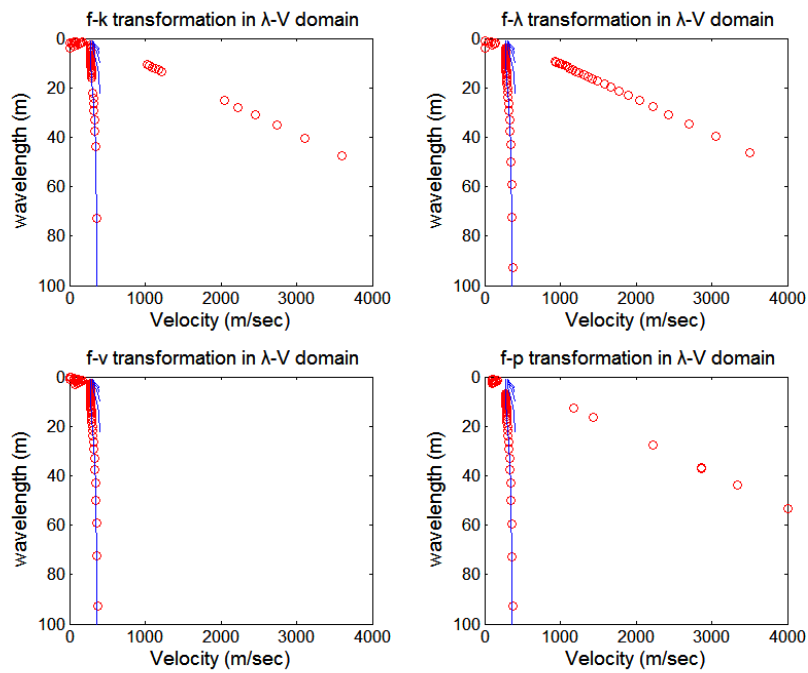 f-k transformation in λ-V domain
0
20
40
60
80
100
wavelength (m)
0 1000 2000 3000 4000
Velocity (m/sec)
f-λ transformation in λ-V domain
0
20
40
60
80
100
wavelength (m)
0 1000 2000 3000 4000
Velocity (m/sec)
f-v transformation in λ-V domain
0
20
40
60
80
100
wavelength (m)
0 1000 2000 3000 4000
Velocity (m/sec)
f-p transformation in λ-V domain
0
20
40
60
80
100
wavelength (m)
0 1000 2000 3000 4000
Velocity (m/sec)